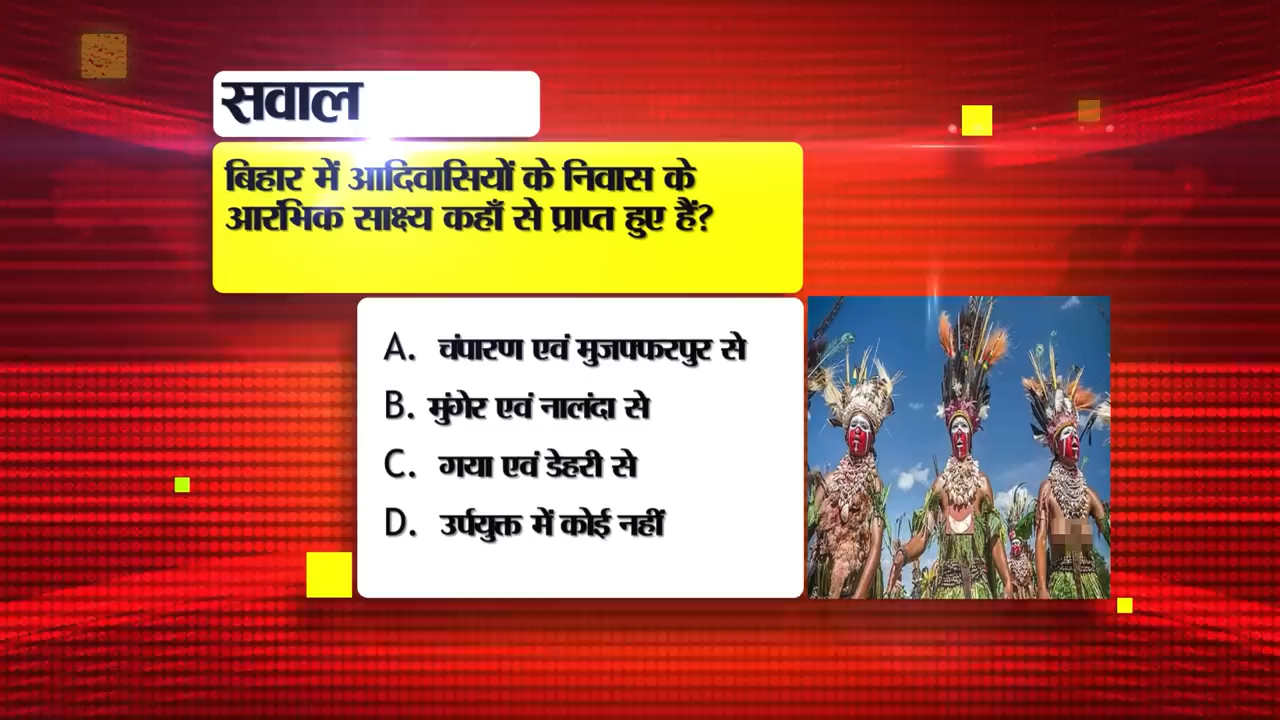 सवाल
बिहार में आदिवासियों के निवास के
आरंभिक साक्ष्य कहाँ से प्राप्त हुए हैं?
A. चंपारण एवं मुजफ्फरपुर से
B. मुंगेर एवं नालंदा से
C. गया एवं डेहरी से
D. उर्पयुक्त में कोई नहीं